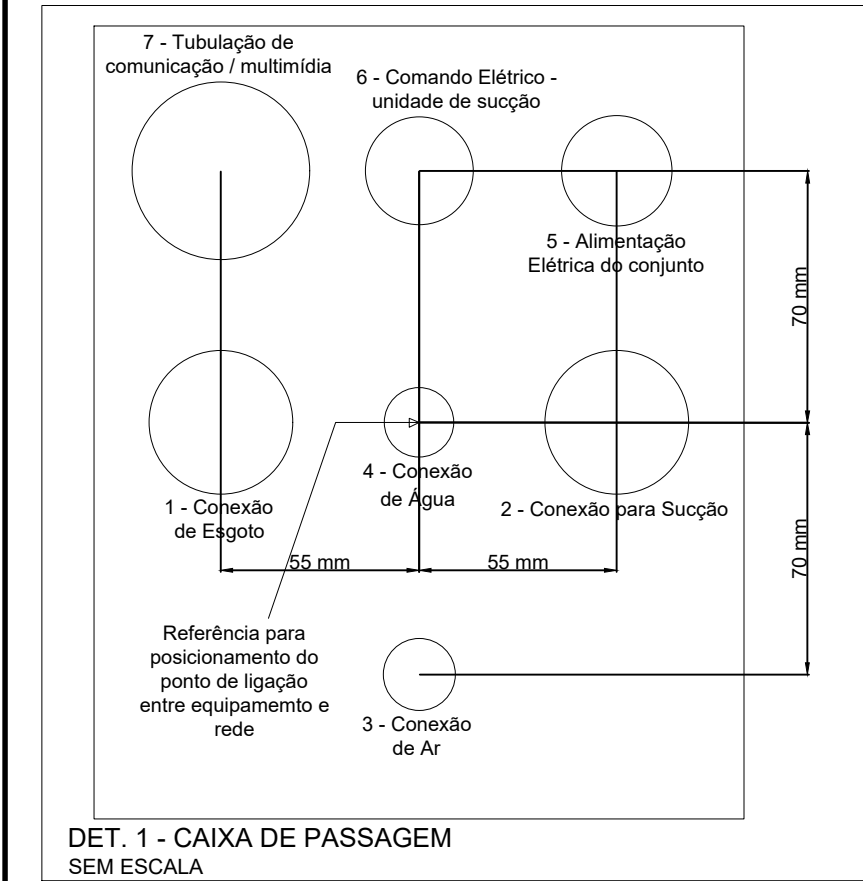 7 - Tubulação de
comunicação / multimídia
6 - Comando Elétrico -
unidade de sucção
5 - Alimentação
Elétrica do conjunto
70 mm
4 - Conexão
de Água
1 - Conexão
de Esgoto
2 - Conexão para Sucção
55 mm
55 mm
70 mm
Referência para
posicionamento do
ponto de ligação
entre equipamemto e
rede
3 - Conexão
de Ar
DET. 1 - CAIXA DE PASSAGEM
SEM ESCALA